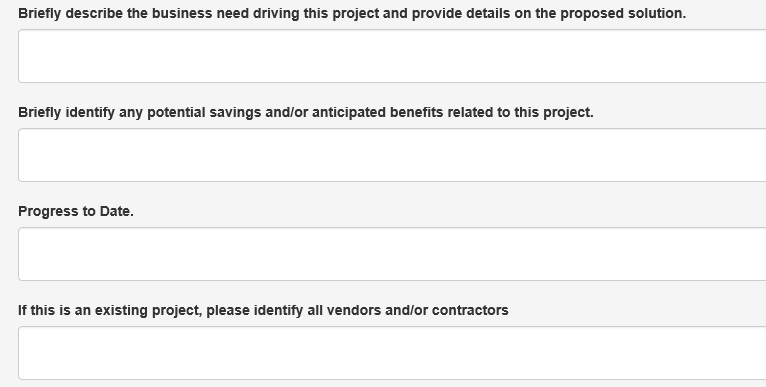 Briefly describe the business need driving this project and provide details on the proposed solution.
Briefly identify any potential savings and/or anticipated benefits related to this project.
Progress to Date.
If this is an existing project, please identify all vendors and/or contractors